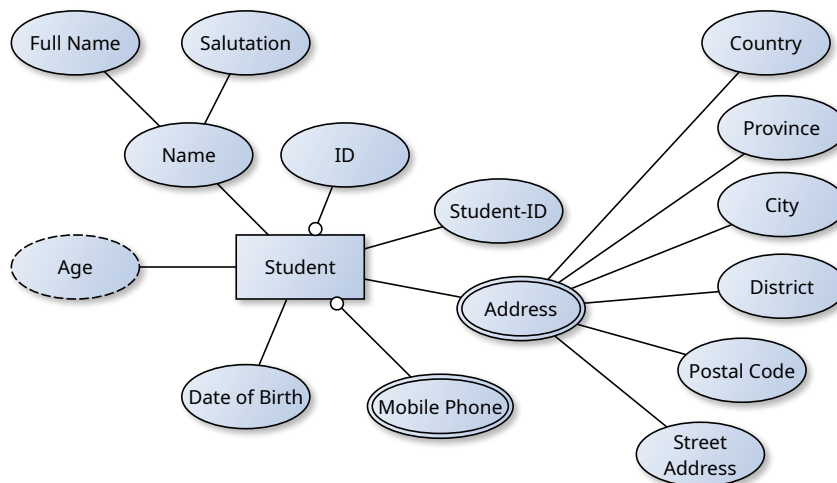 Full Name
Salutation
Country
Province
Name
ID
City
Student-ID
Age
Student
District
Address
Postal Code
Date of Birth
Mobile Phone
Street
Address